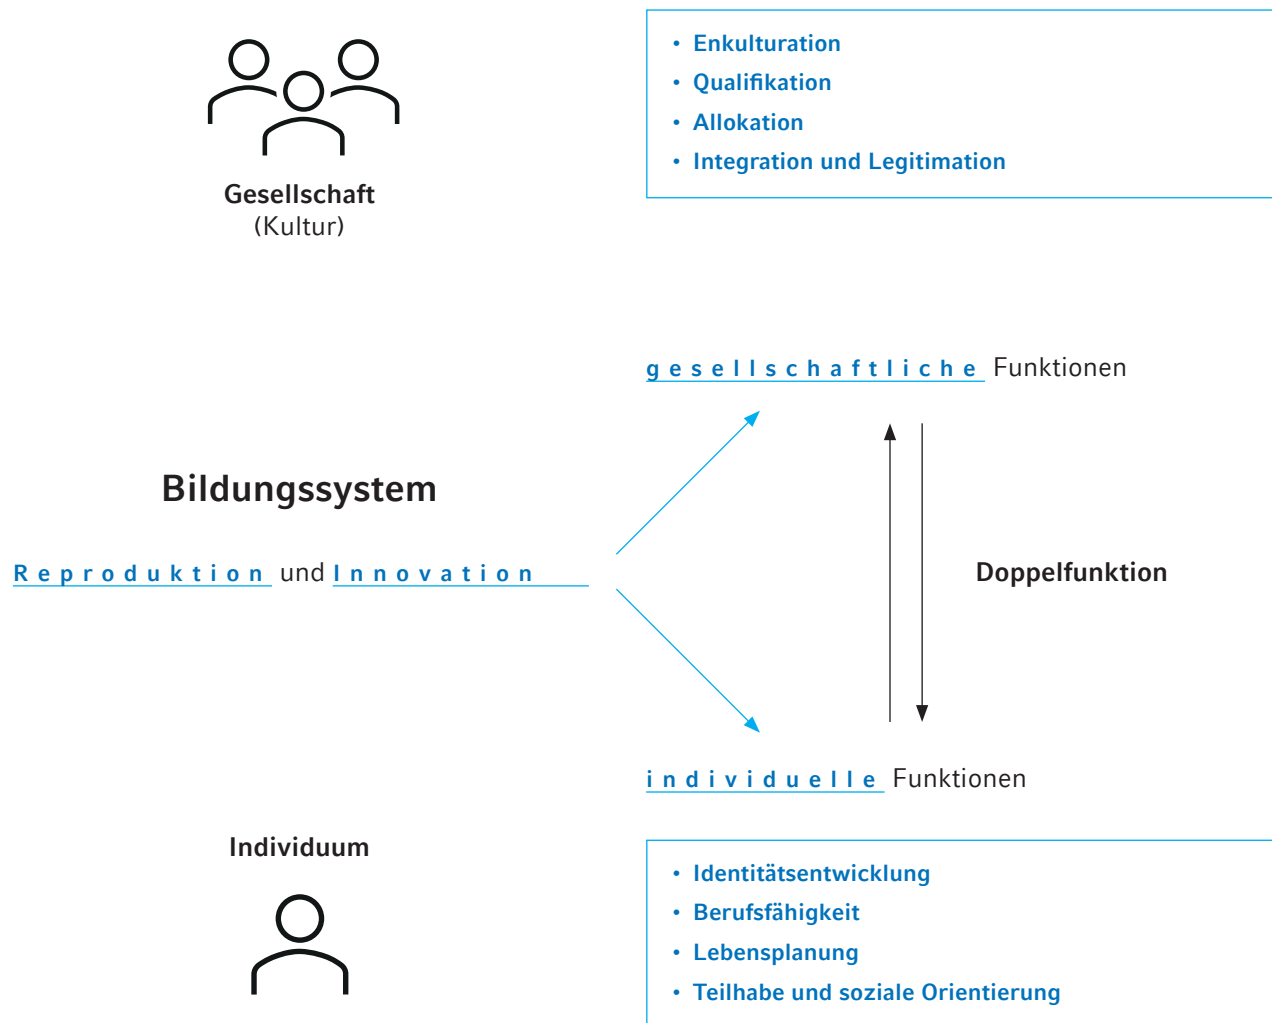 Gesellschaft
(Kultur)
• Enkulturation
• Qualifikation
• Allokation
• Integration und Legitimation
gesellschaftliche Funktionen
Bildungssystem
Reproduktion und Innovation
Doppelfunktion
individuelle Funktionen
Individuum
• Identitätsentwicklung
• Berufsfähigkeit
• Lebensplanung
• Teilhabe und soziale Orientierung